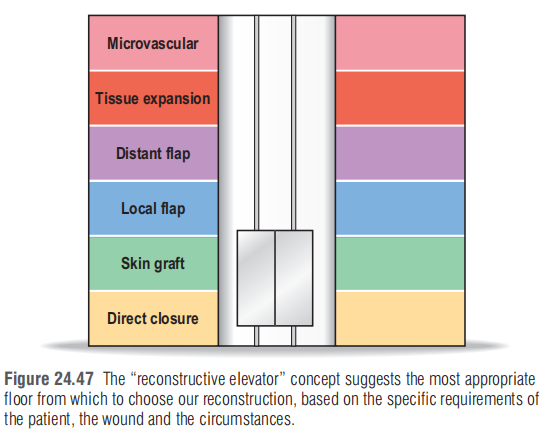 Microvascular
Tissue expansion
Distant flap
Local flap
Skin graft
Direct closure
Figure 24.47 The “reconstructive elevator” concept suggests the most appropriate
floor from which to choose our reconstruction, based on the specific requirements of
the patient, the wound and the circumstances.